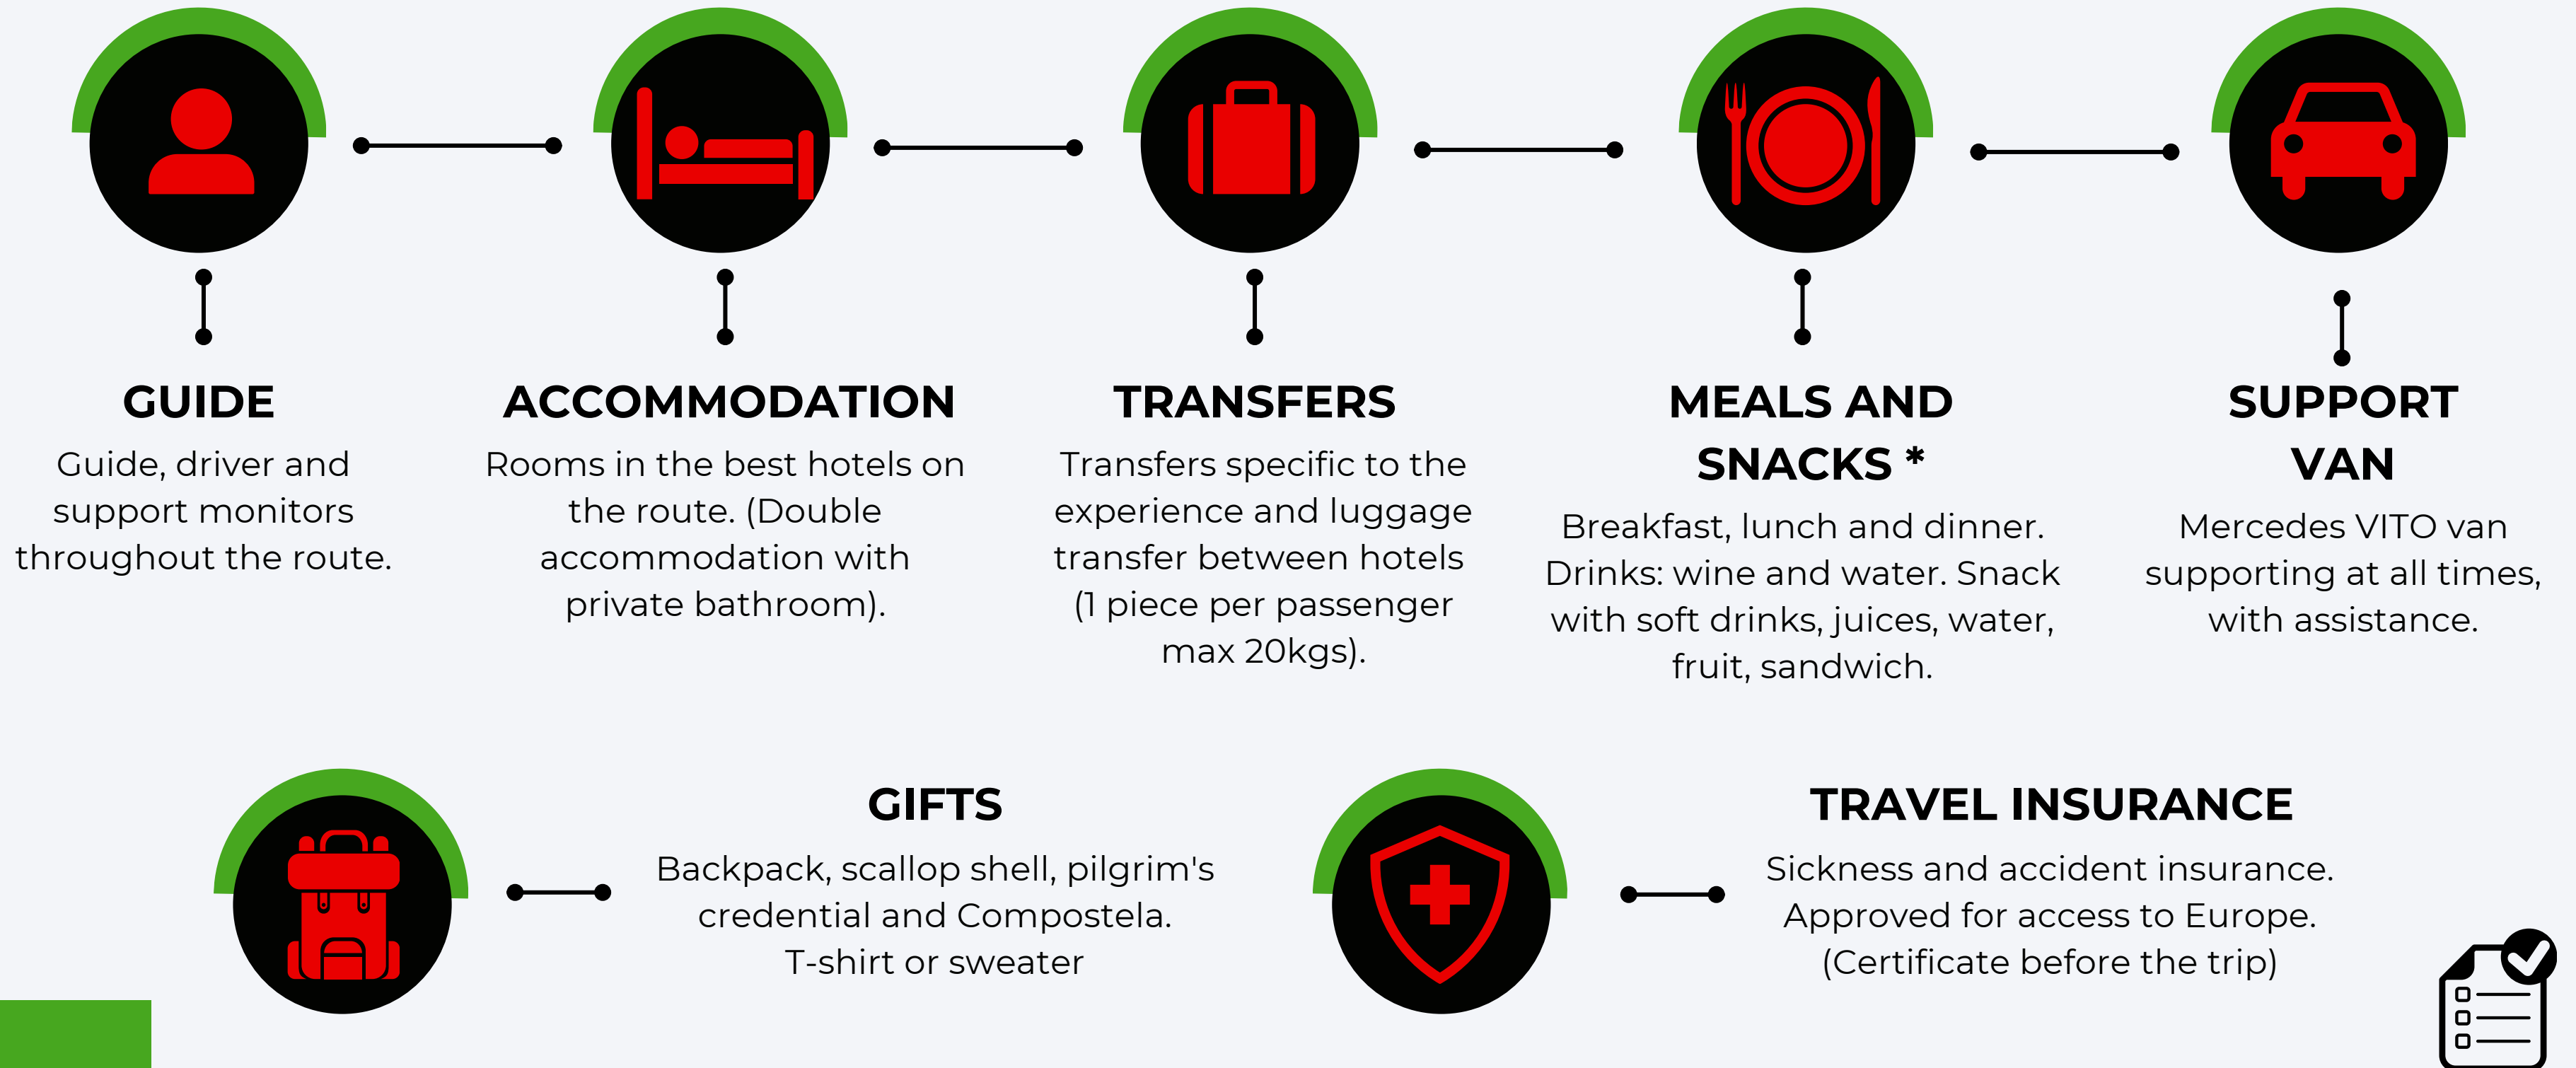 GUIDE
Guide, driver and
support monitors
throughout the route.
ACCOMMODATION
Rooms in the best hotels on
the route. (Double
accommodation with
private bathroom).
TRANSFERS
Transfers specific to the
experience and luggage
transfer between hotels
(1 piece per passenger
max 20kgs).
MEALS AND
SNACKS *
Breakfast, lunch and dinner.
Drinks: wine and water. Snack
with soft drinks, juices, water,
fruit, sandwich.
SUPPORT
VAN
Mercedes VITO van
supporting at all times,
with assistance.
GIFTS
Backpack, scallop shell, pilgrim's
credential and Compostela.
T-shirt or sweater
TRAVEL INSURANCE
Sickness and accident insurance.
Approved for access to Europe.
(Certificate before the trip)